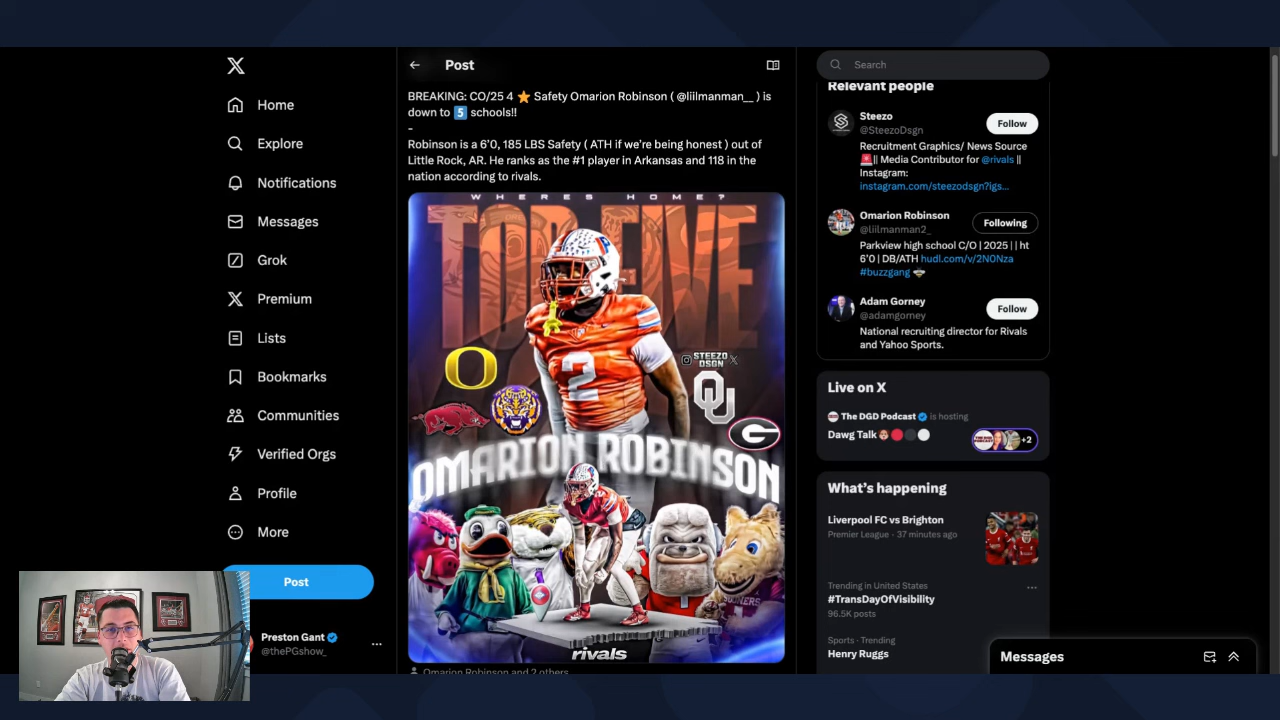 Home
Explore
Notifications
Messages
Grok
Premium
Lists
Bookmarks
Communities
Verified Orgs
Profile
More
Post
Preston Gant
@thePGshow_
Post
BREAKING: CO/25 4 ⭐ Safety Omarion Robinson ( @liilmanman__ ) is
down to 5️⃣ schools!!
-
Robinson is a 6'0, 185 LBS Safety ( ATH if we're being honest ) out of
Little Rock, AR. He ranks as the #1 player in Arkansas and 118 in the
nation according to rivals.
WHERE'S HOME?
TOP FIVE
2
STEEZO
DSGN
O
OU
G
OMARION ROBINSON
SOONERS
rivals
Omarion Robinson and 2 others
Search
Relevant people
Steezo
@SteezoDsgn
Follow
Recruitment Graphics/ News Source
🚨|| Media Contributor for @rivals ||
Instagram:
instagram.com/steezodsgn?igs...
Omarion Robinson
@liilmanman2_
Following
Parkview high school C/O | 2025 | | ht
6'0 | DB/ATH hudl.com/v/2N0Nza
#buzzgang
Adam Gorney
@adamgorney
Follow
National recruiting director for Rivals
and Yahoo Sports.
Live on X
The DGD Podcast is hosting
Dawg Talk
+2
What's happening
Liverpool FC vs Brighton
Premier League · 37 minutes ago
Trending in United States
#TransDayOfVisibility
96.5K posts
Sports · Trending
Henry Ruggs
Messages